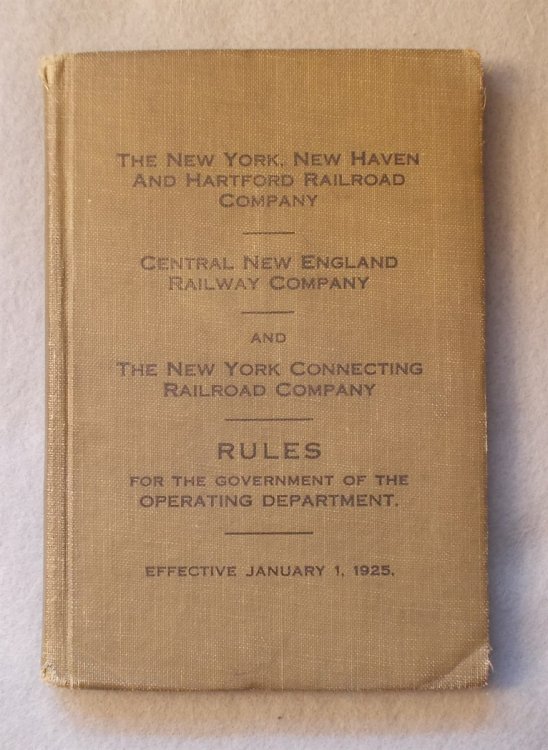 THE NEW YORK, NEW HAVEN
AND HARTFORD RAILROAD
COMPANY
CENTRAL NEW ENGLAND
RAILWAY COMPANY
AND
THE NEW YORK CONNECTING
RAILROAD COMPANY
RULES
FOR THE GOVERNMENT OF THE
OPERATING DEPARTMENT.
EFFECTIVE JANUARY 1, 1925.